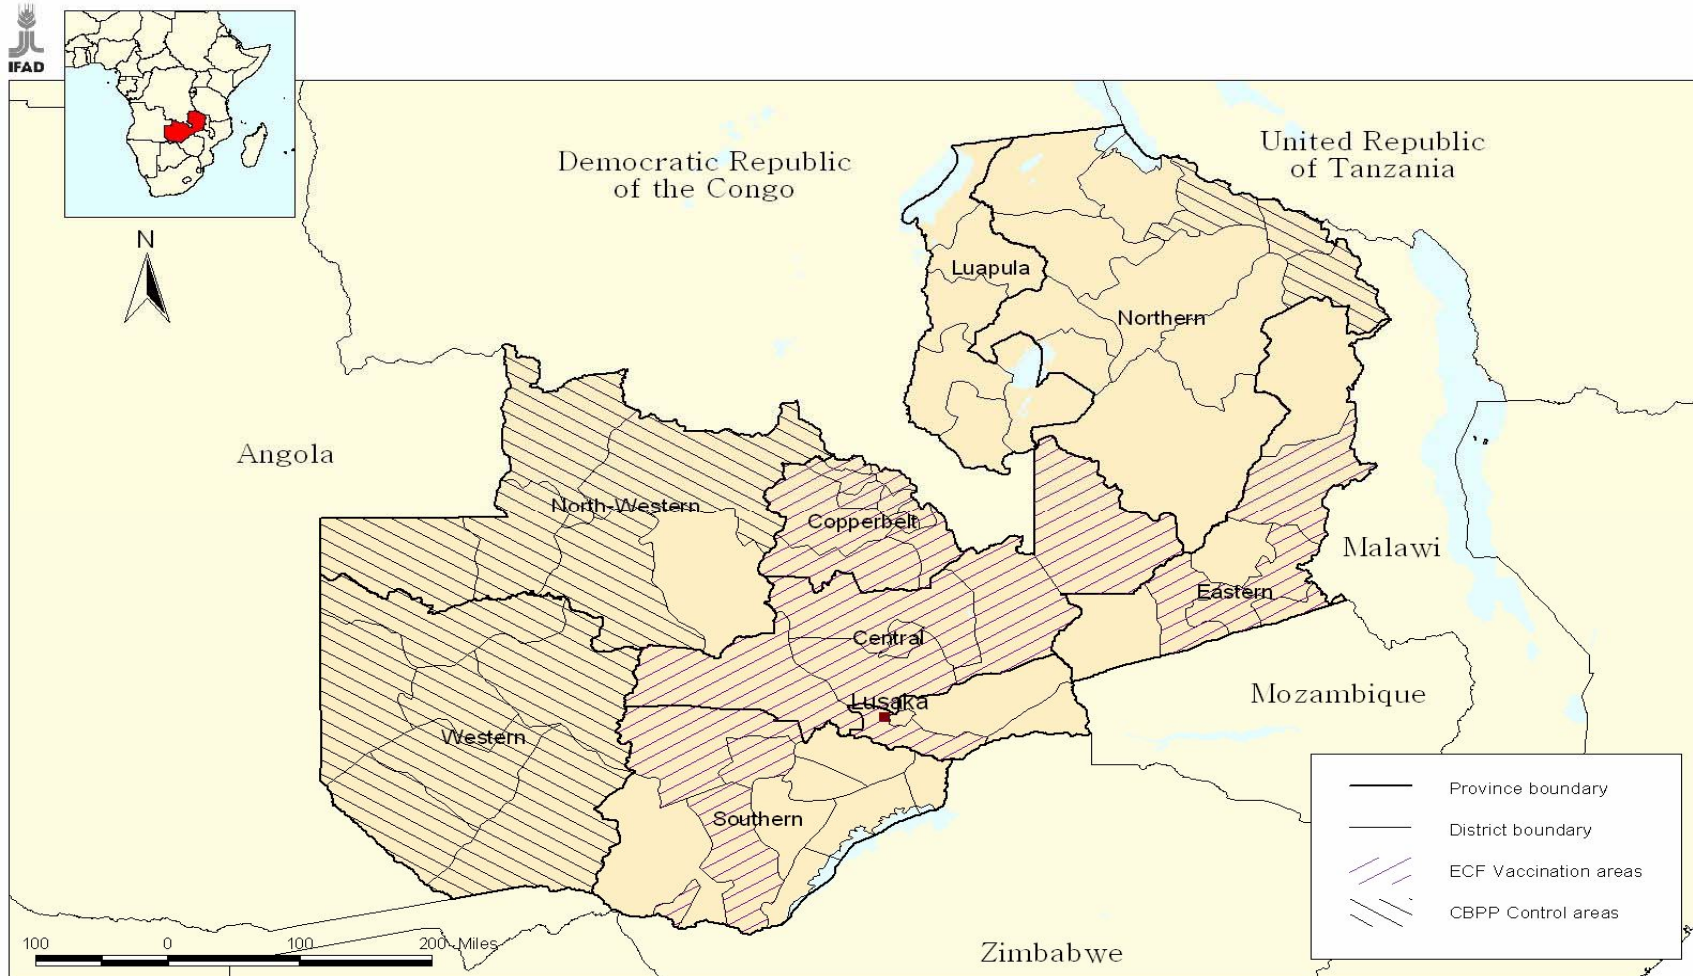 IFAD
N
Democratic Republic
of the Congo
United Republic
of Tanzania
Luapula
Northern
Angola
North-Western
Copperbelt
Malawi
Eastern
Central
Lusaka
Mozambique
Western
Southern
Zimbabwe
Province boundary
District boundary
ECF Vaccination areas
CBPP Control areas
100 0 100 200 Miles